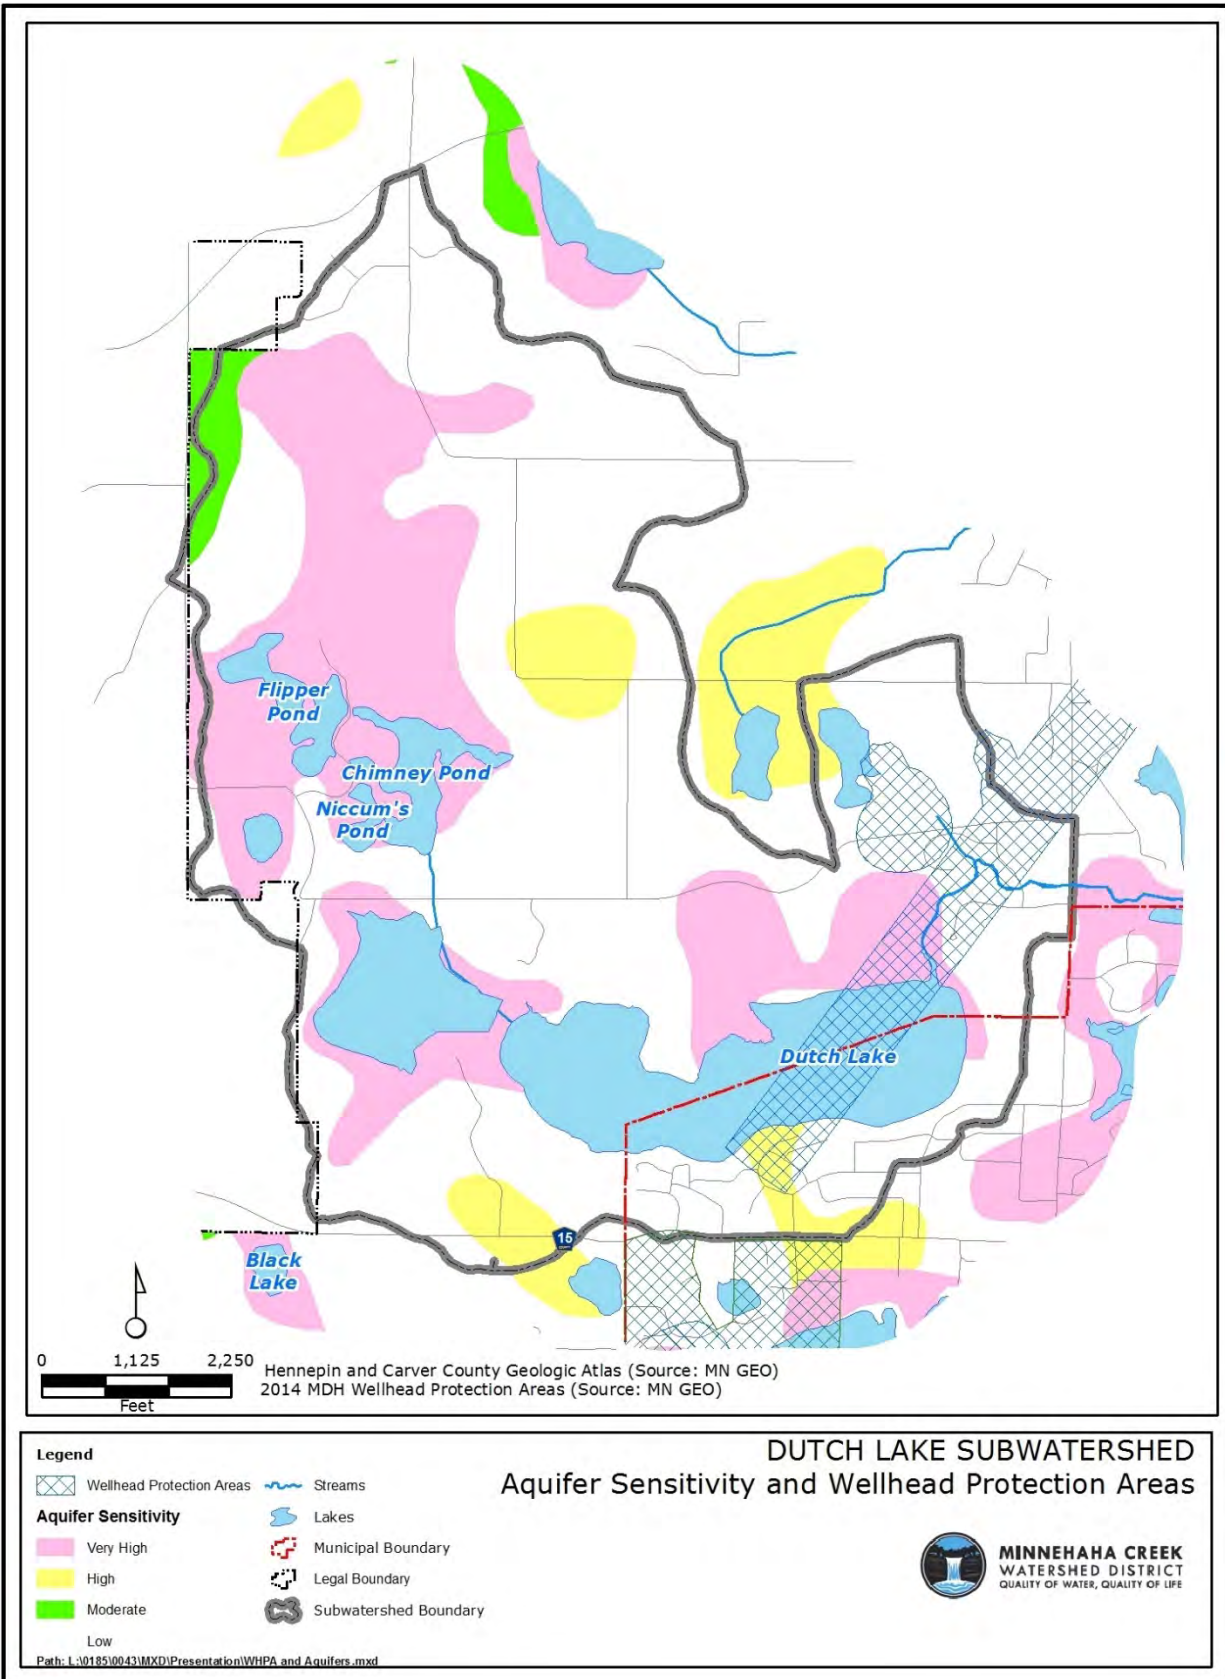 Flipper
Pond
Chimney Pond
Niccum's
Pond
Dutch Lake
15
Black
Lake
0 1,125 2,250
Feet
Hennepin and Carver County Geologic Atlas (Source: MN GEO)
2014 MDH Wellhead Protection Areas (Source: MN GEO)
DUTCH LAKE SUBWATERSHED
Aquifer Sensitivity and Wellhead Protection Areas
Legend
Wellhead Protection Areas
Streams
Aquifer Sensitivity
Lakes
Very High
Municipal Boundary
High
Legal Boundary
Moderate
Subwatershed Boundary
Low
Path: L:\0185\0043\MXD\Presentation\WHPA and Aquifers.mxd
MINNEHAHA CREEK
WATERSHED DISTRICT
QUALITY OF WATER, QUALITY OF LIFE